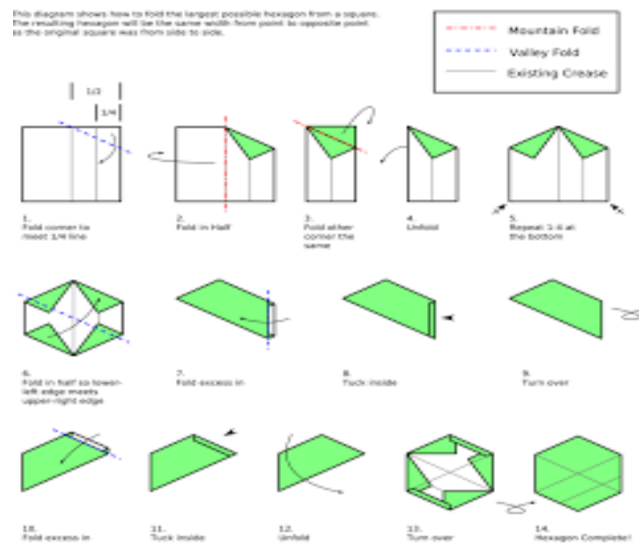 This diagram shows how to fold the largest possible hexagon from a square.
The resulting hexagon will be the same width from point to opposite point
as the original square was from side to side.
Mountain Fold
Valley Fold
Existing Crease
1/2
1/4
1.
Fold corner to
meet 1/4 line
2.
Fold in Half
3.
Fold other
corner the
same
4.
Unfold
5.
Repeat 1-4 at
the bottom
6.
Fold in half so lower-
left edge meets
upper-right edge
7.
Fold excess in
8.
Tuck inside
9.
Turn over
10.
Fold excess in
11.
Tuck inside
12.
Unfold
13.
Turn over
14.
Hexagon Complete!